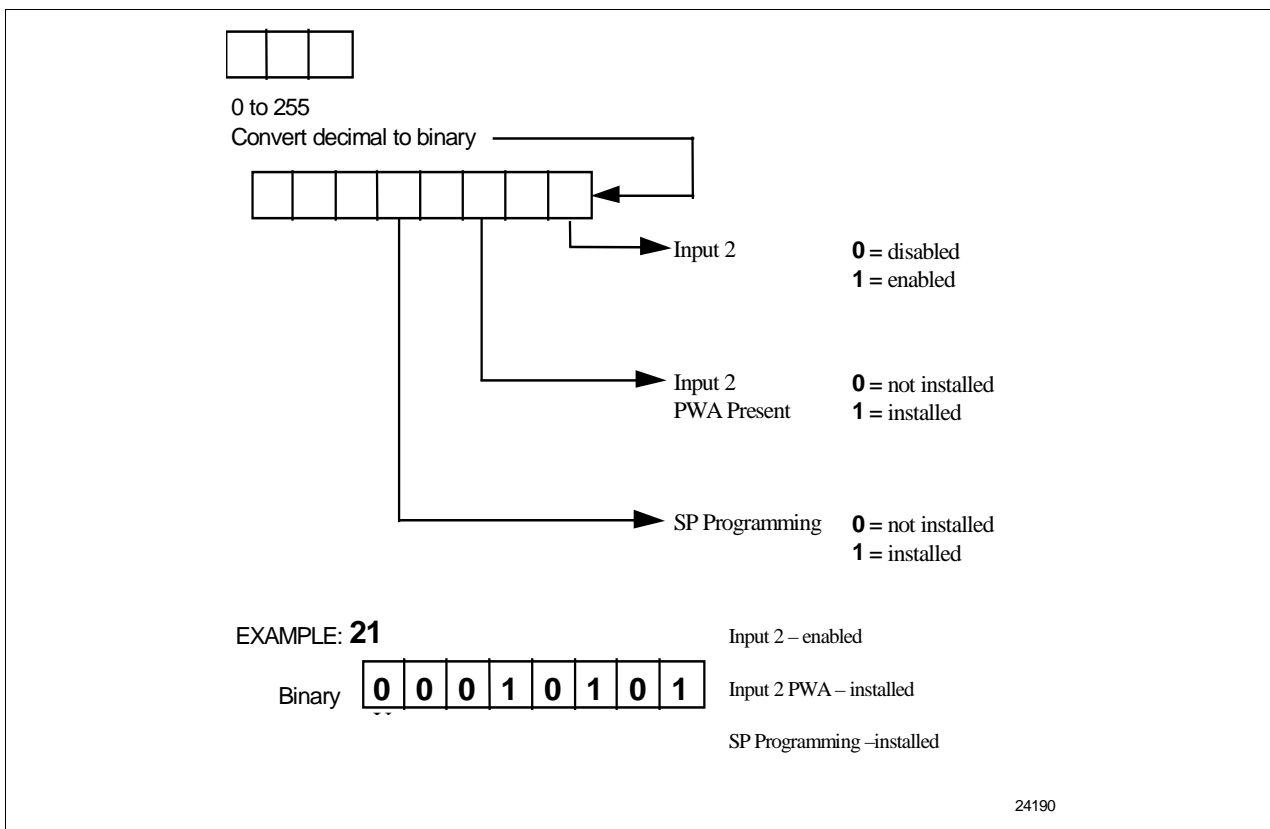 0 to 255
Convert decimal to binary
Input 2 0 = disabled
1 = enabled
Input 2 0 = not installed
PWA Present 1 = installed
SP Programming 0 = not installed
1 = installed
EXAMPLE: 21
Input 2 – enabled
Binary 0 0 0 1 0 1 0 1
Input 2 PWA – installed
SP Programming –installed
24190